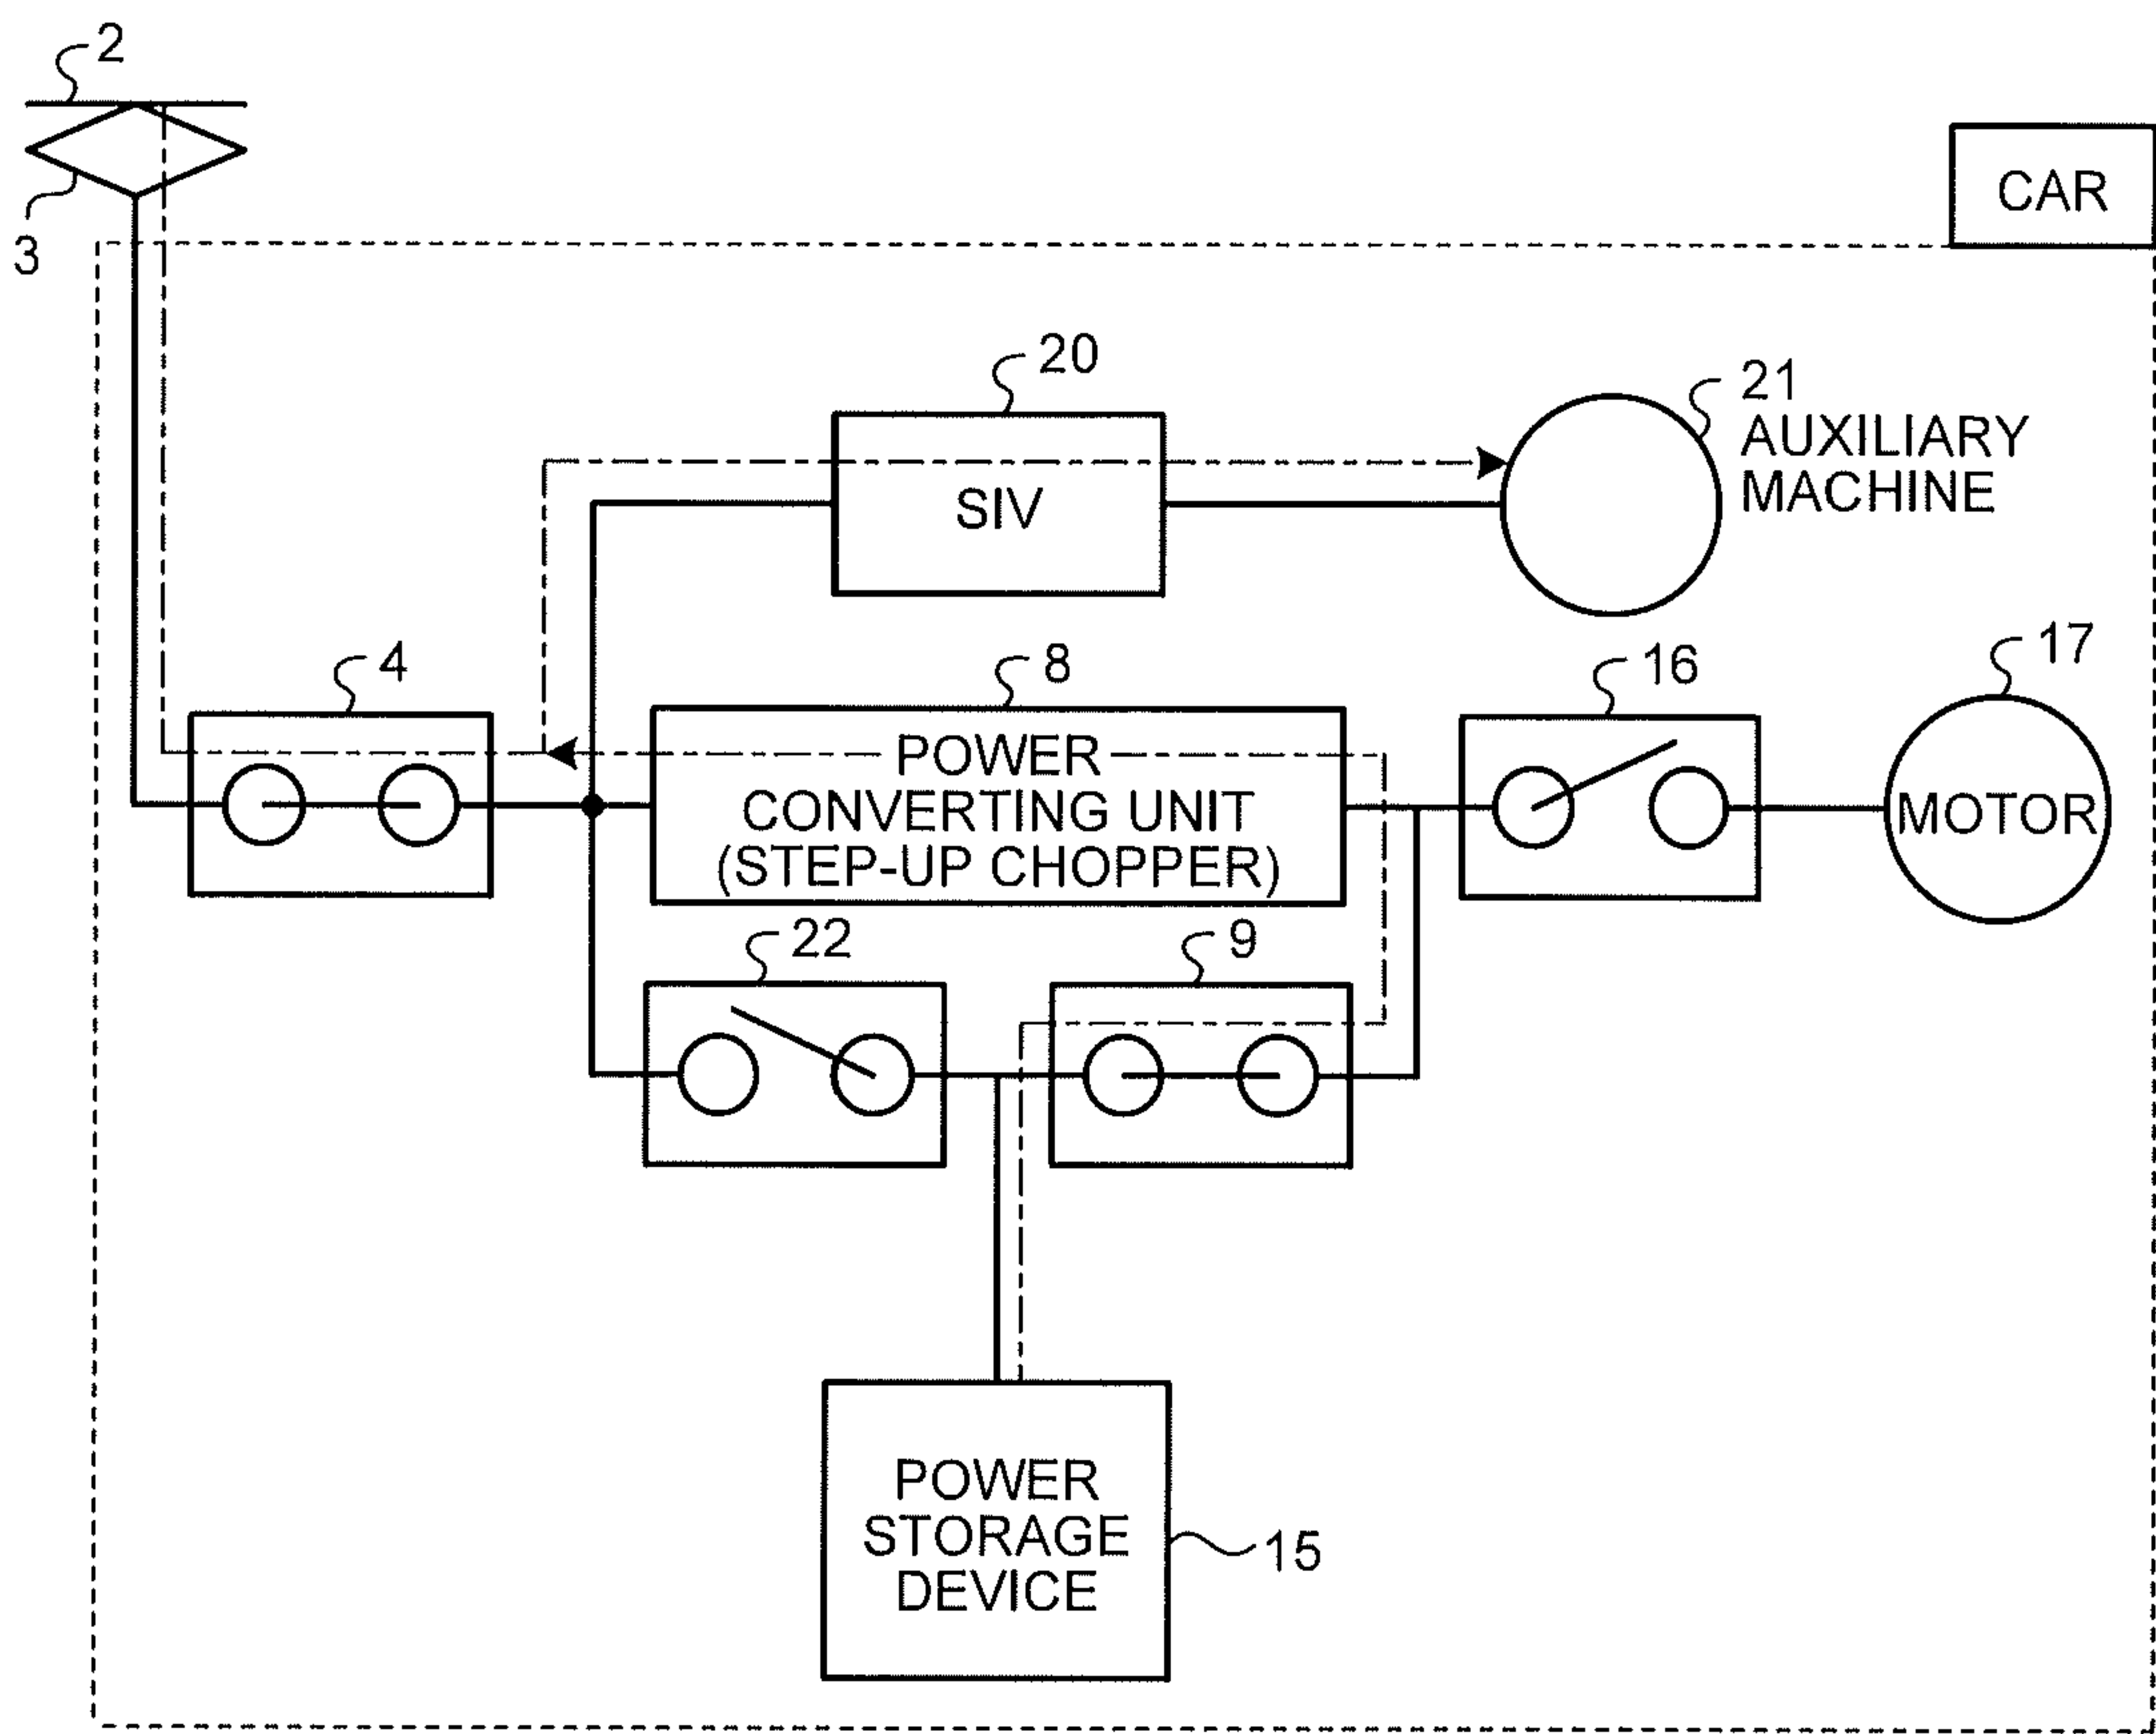 2
3
CAR
20
SIV
21
AUXILIARY
MACHINE
4
8
POWER
CONVERTING UNIT
(STEP-UP CHOPPER)
16
17
MOTOR
22
9
POWER
STORAGE
DEVICE
15